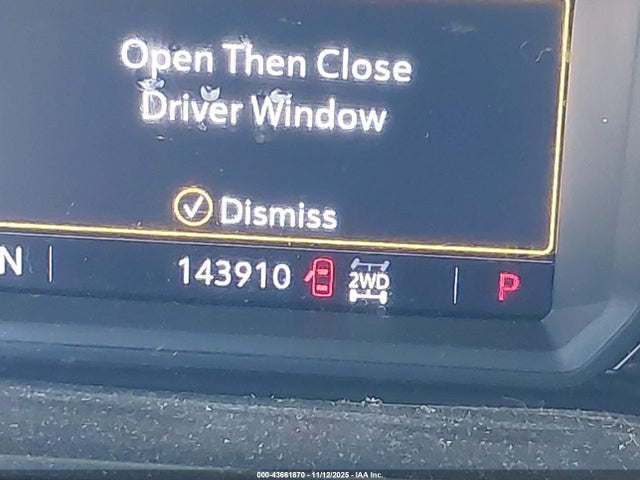 Open Then Close
Driver Window
Dismiss
N
143910
2WD
P
000-43661870 - 11/12/2025 - IAA Inc.